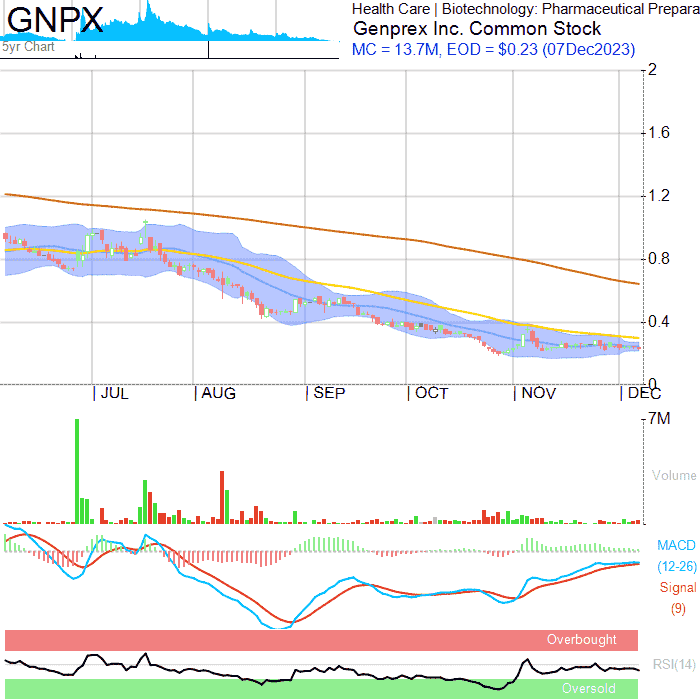 GNPX
5yr Chart
Health Care | Biotechnology: Pharmaceutical Prepara
Genprex Inc. Common Stock
MC = 13.7M, EOD = $0.23 (07Dec2023)
2
1.6
1.2
0.8
0.4
0
JUL AUG SEP OCT NOV DEC
7M
Volume
MACD
(12-26)
Signal
(9)
Overbought
RSI(14)
Oversold